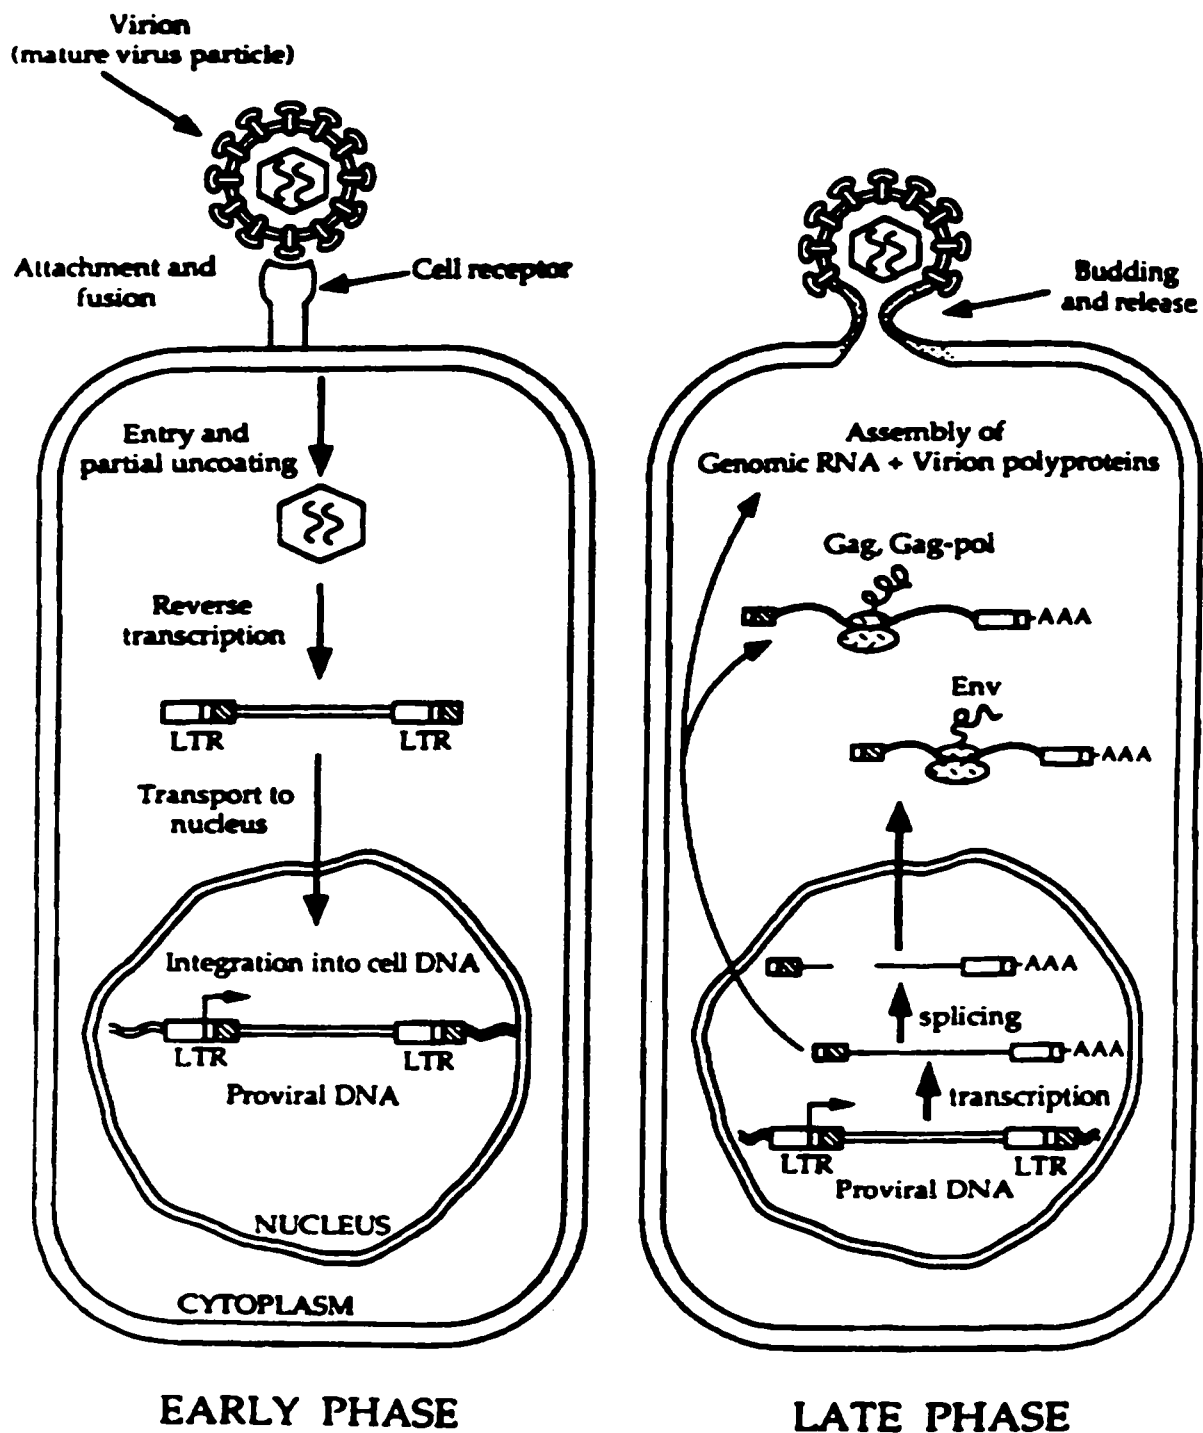 Virion
(mature virus particle)
Attachment and
fusion
Cell receptor
Entry and
partial uncoating
Reverse
transcription
LTR
LTR
Transport to
nucleus
Integration into cell DNA
LTR
LTR
Proviral DNA
NUCLEUS
CYTOPLASM
EARLY PHASE
Budding
and release
Assembly of
Genomic RNA + Virion polyproteins
Gag, Gag-pol
AAA
Env
AAA
AAA
splicing
AAA
transcription
LTR
LTR
Proviral DNA
LATE PHASE